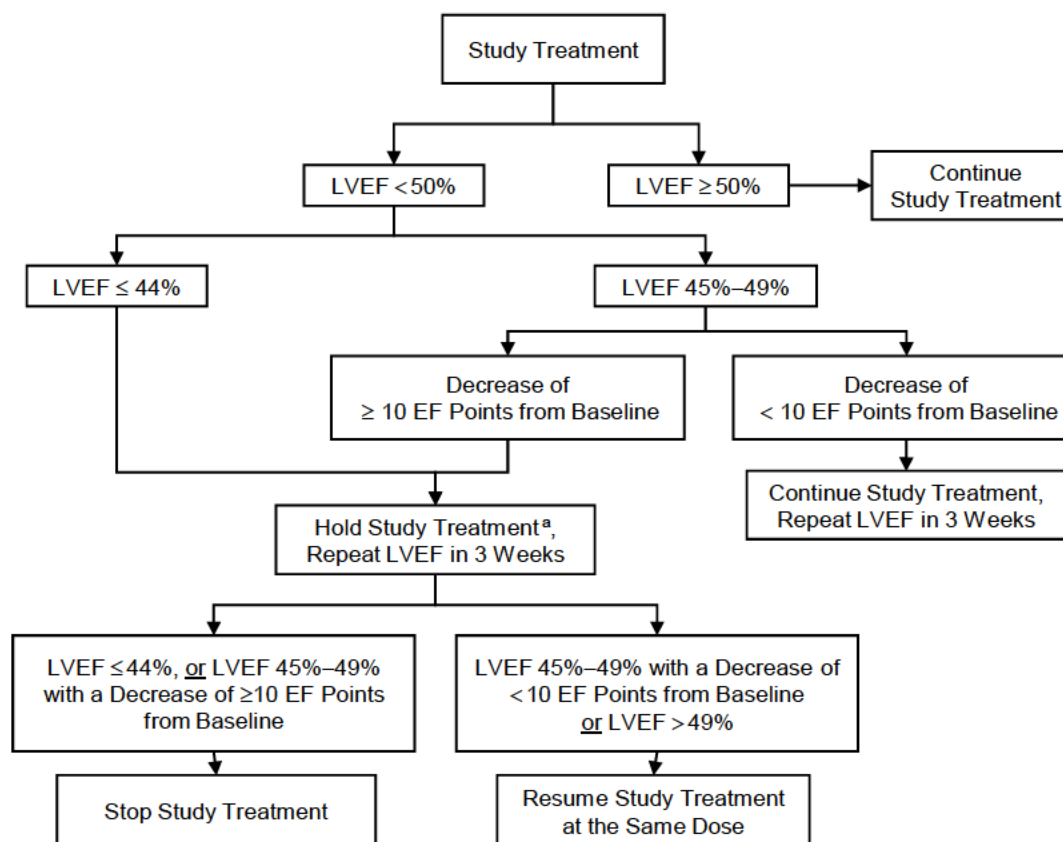 Study Treatment
LVEF < 50%
LVEF ≥ 50%
Continue
Study Treatment
LVEF ≤ 44%
LVEF 45%–49%
Decrease of
≥ 10 EF Points from Baseline
Decrease of
< 10 EF Points from Baseline
Continue Study Treatment,
Repeat LVEF in 3 Weeks
Hold Study Treatmentª,
Repeat LVEF in 3 Weeks
LVEF ≤ 44%, or LVEF 45%–49%
with a Decrease of ≥10 EF Points
from Baseline
LVEF 45%–49% with a Decrease of
< 10 EF Points from Baseline
or LVEF > 49%
Stop Study Treatment
Resume Study Treatment
at the Same Dose